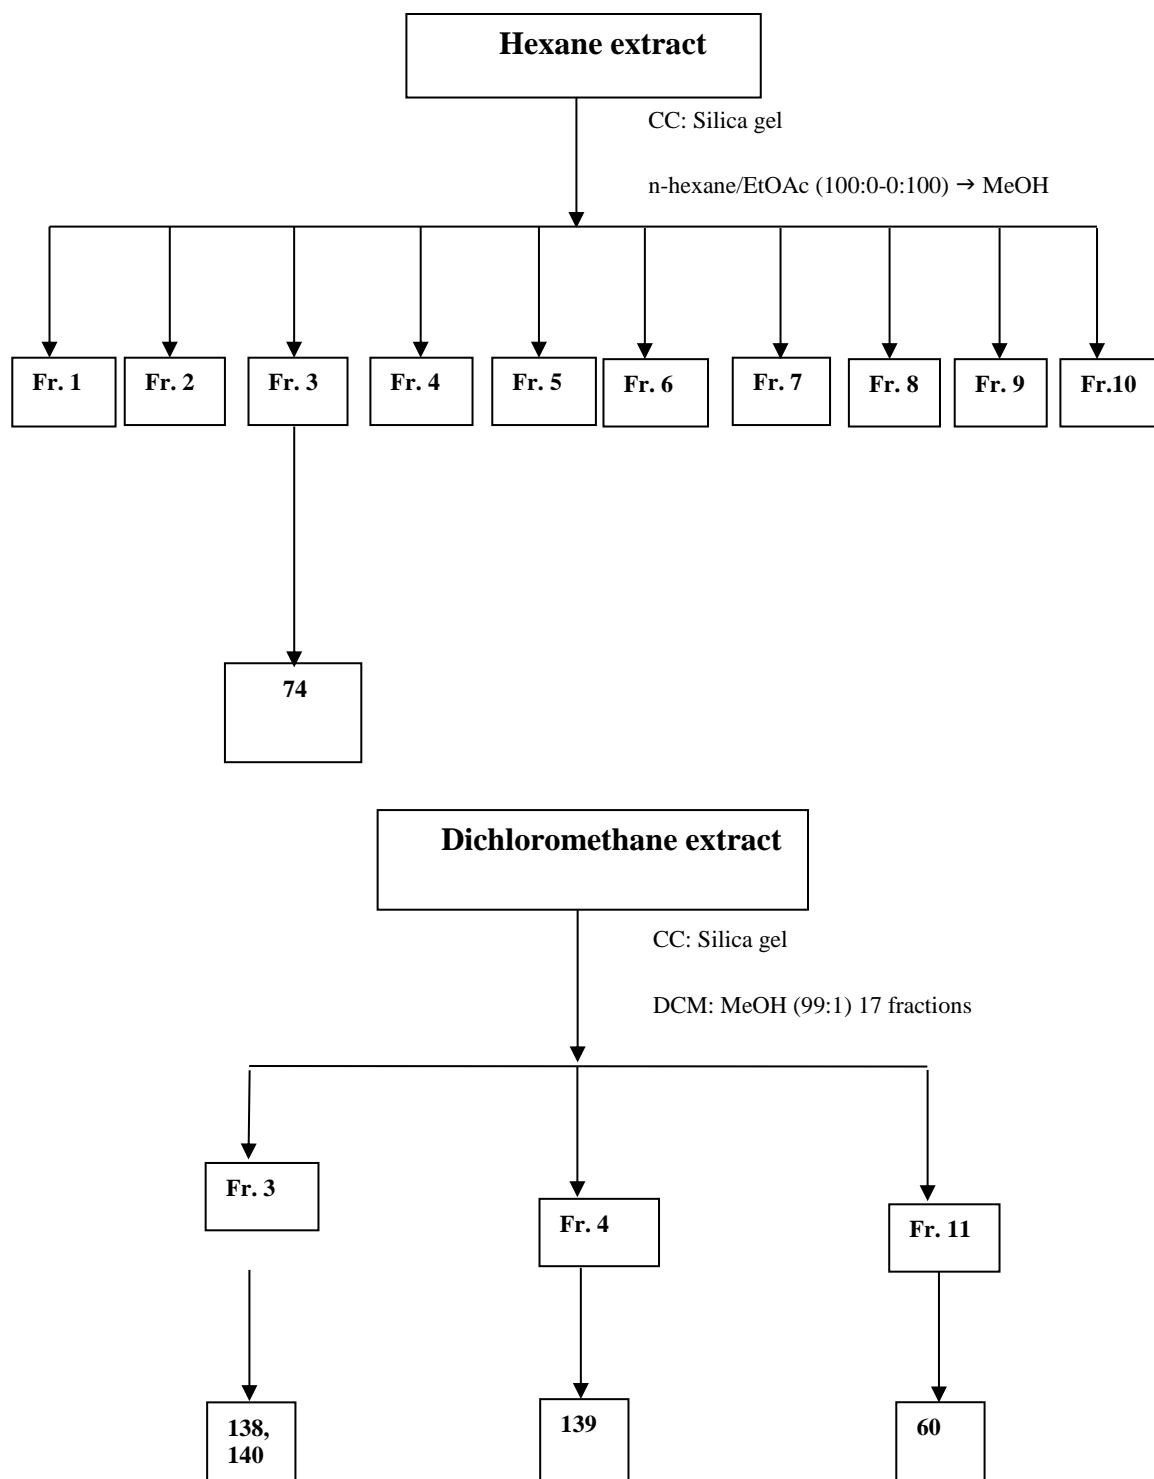 Hexane extract
CC: Silica gel
n-hexane/EtOAc (100:0-0:100) → MeOH
Fr. 1
Fr. 2
Fr. 3
Fr. 4
Fr. 5
Fr. 6
Fr. 7
Fr. 8
Fr. 9
Fr.10
74
Dichloromethane extract
CC: Silica gel
DCM: MeOH (99:1) 17 fractions
Fr. 3
Fr. 4
Fr. 11
138,
140
139
60